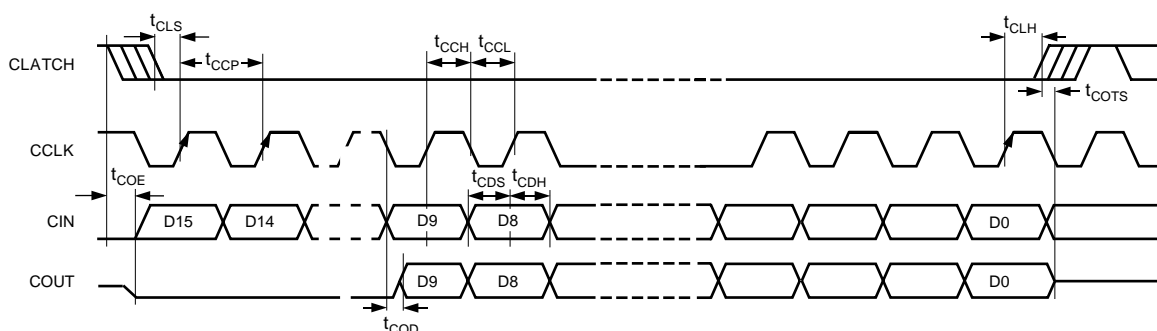 tCLS
tCCH
tCCL
tCLH
CLATCH
tCCP
tCOTS
CCLK
tCOE
tCDS
tCDH
CIN
D15
D14
D9
D8
D0
COUT
D9
D8
D0
tCOD